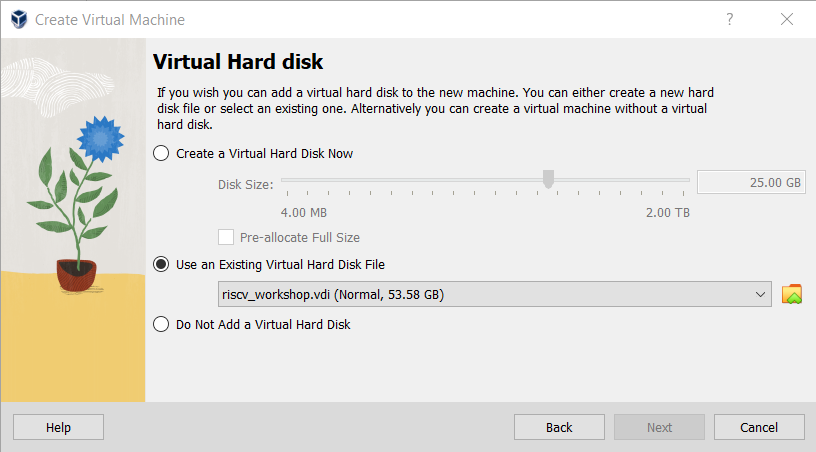 Create Virtual Machine
?
Virtual Hard disk
If you wish you can add a virtual hard disk to the new machine. You can either create a new hard
disk file or select an existing one. Alternatively you can create a virtual machine without a virtual
hard disk.
Create a Virtual Hard Disk Now
Disk Size:
25.00 GB
4.00 MB
2.00 TB
Pre-allocate Full Size
Use an Existing Virtual Hard Disk File
riscv_workshop.vdi (Normal, 53.58 GB)
Do Not Add a Virtual Hard Disk
Help
Back
Next
Cancel